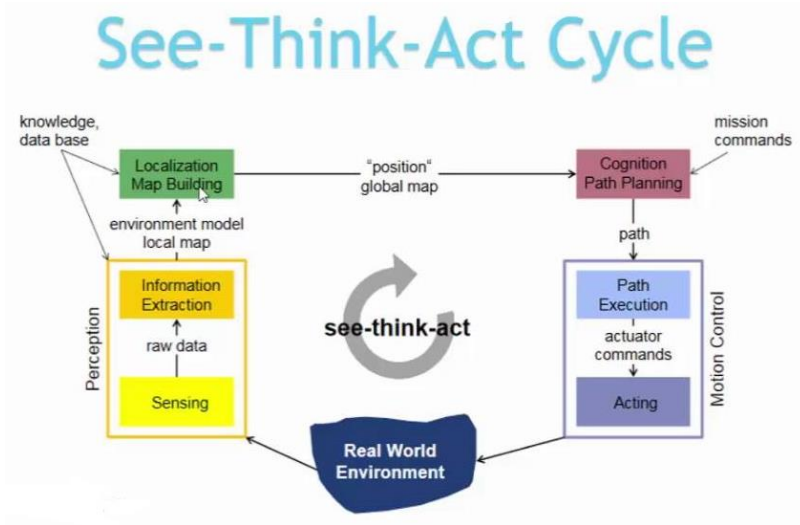 See-Think-Act Cycle
knowledge,
data base
mission
commands
Localization
Map Building
"position"
global map
Cognition
Path Planning
environment model
local map
path
Information
Extraction
Path
Execution
Perception
raw data
see-think-act
actuator
commands
Motion Control
Sensing
Acting
Real World
Environment